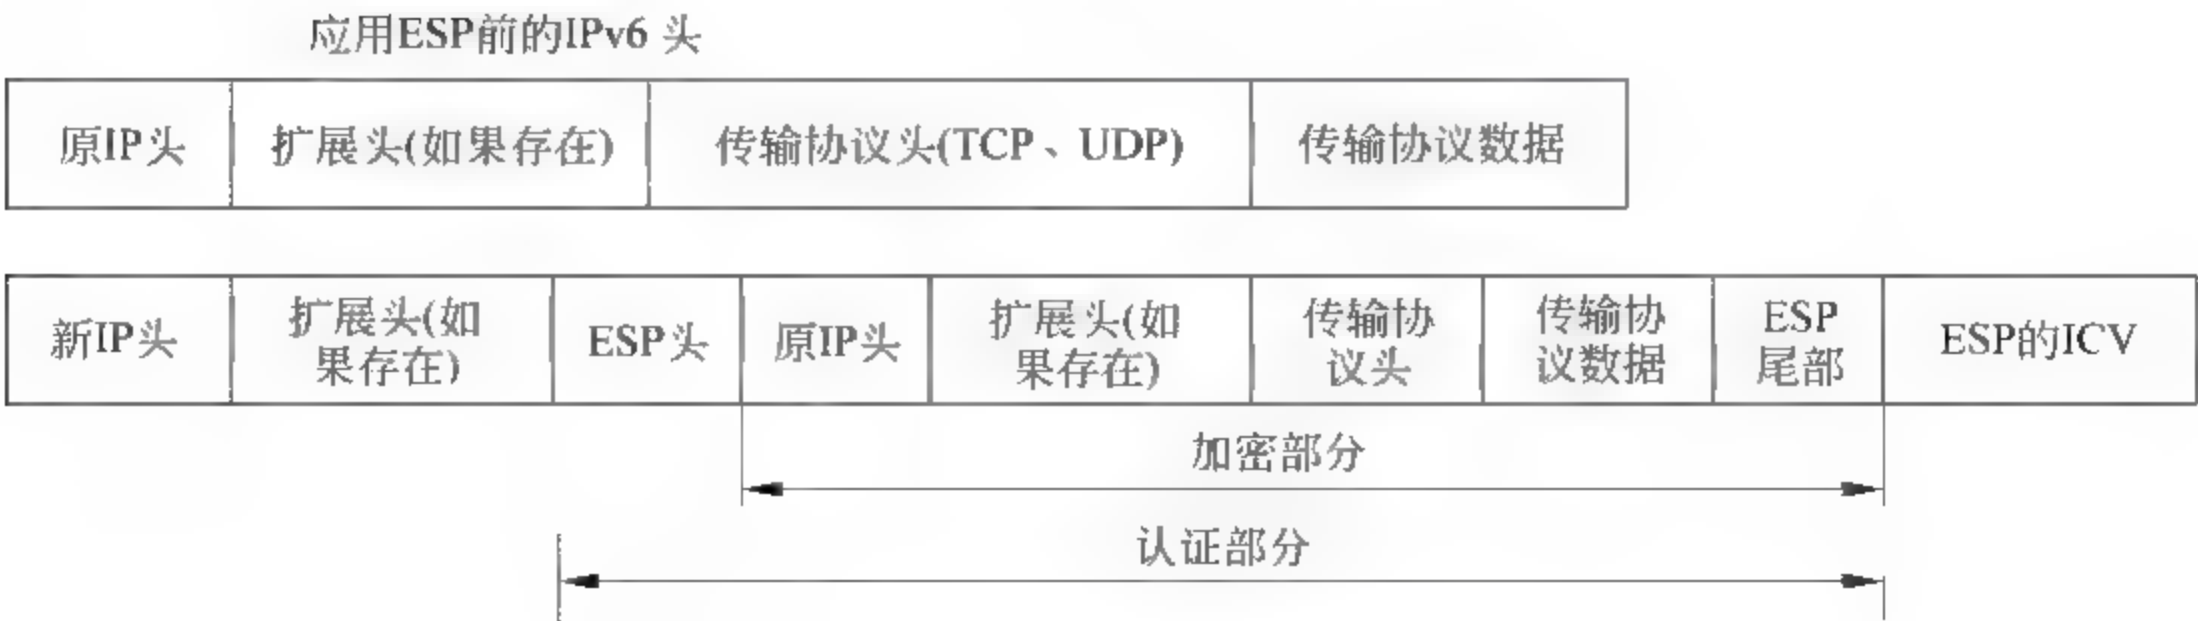 应用ESP前的IPv6 头
原IP头
扩展头(如果存在)
传输协议头(TCP、UDP)
传输协议数据
新IP头
扩展头(如
果存在)
ESP头
原IP头
扩展头(如
果存在)
传输协
议头
传输协
议数据
ESP
尾部
ESP的ICV
加密部分
认证部分